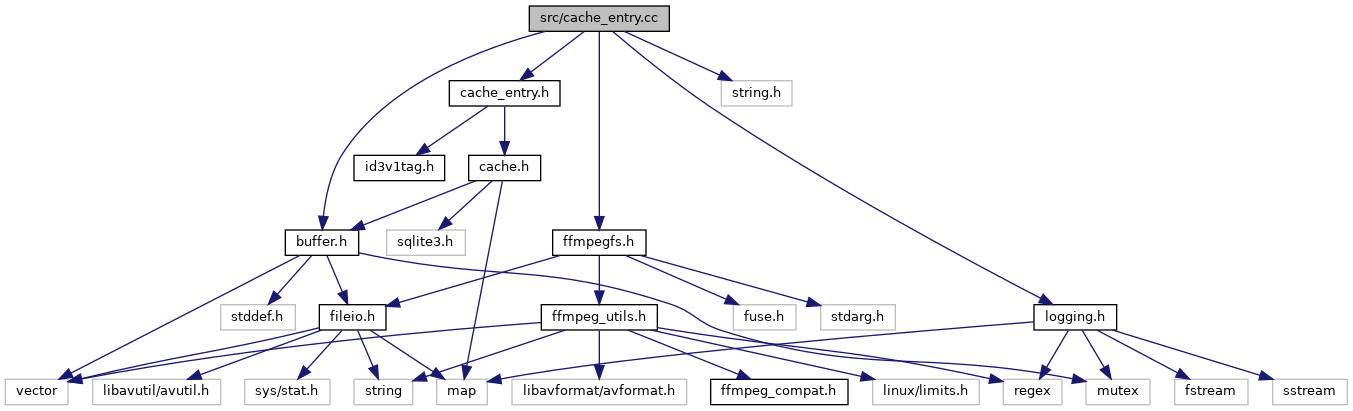 src/cache_entry.cc
cache_entry.h
string.h
id3v1tag.h
cache.h
buffer.h
sqlite3.h
ffmpegfs.h
stddef.h
fileio.h
ffmpeg_utils.h
fuse.h
stdarg.h
logging.h
vector
libavutil/avutil.h
sys/stat.h
string
map
libavformat/avformat.h
ffmpeg_compat.h
linux/limits.h
regex
mutex
fstream
sstream